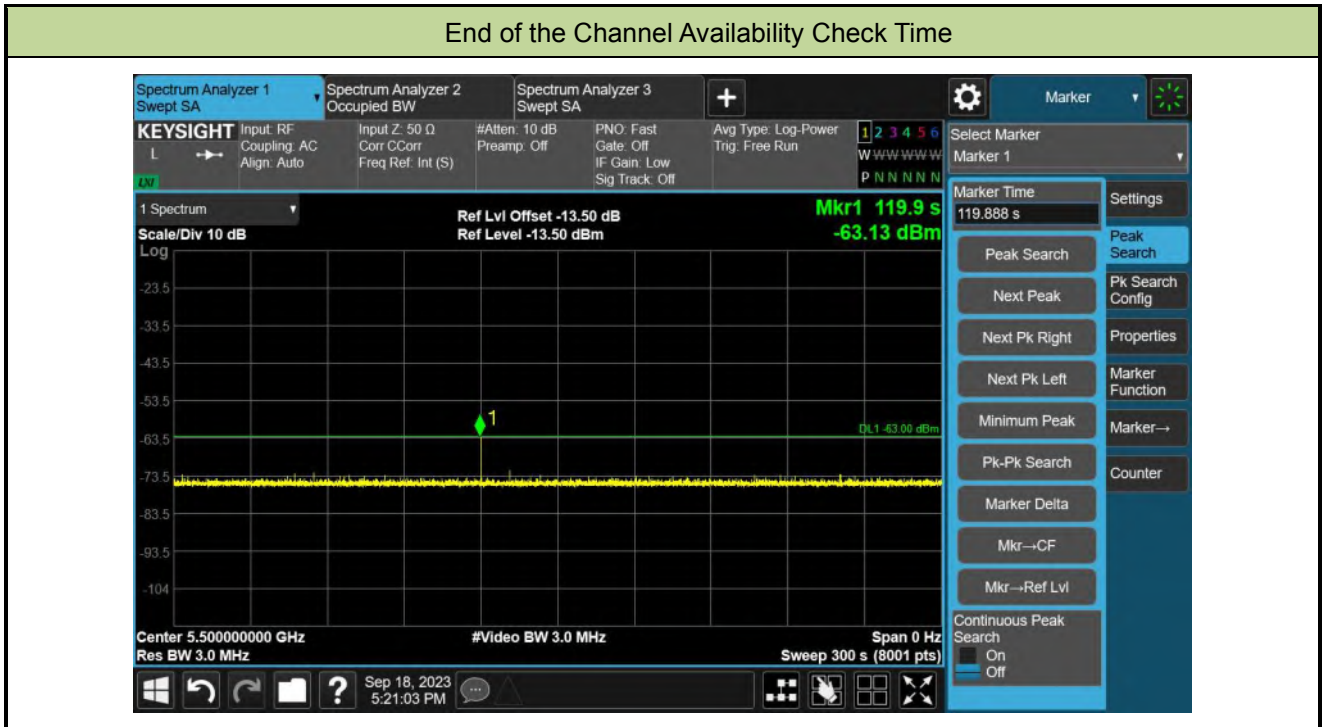 End of the Channel Availability Check Time
Spectrum Analyzer 1
Swept SA
Spectrum Analyzer 2
Occupied BW
Spectrum Analyzer 3
Swept SA
+
Marker
KEYSIGHT
L
LXI
Input: RF
Coupling: AC
Align: Auto
Input Z: 50 Ω
Corr CCorr
Freq Ref: Int (S)
#Atten: 10 dB
Preamp: Off
PNO: Fast
Gate: Off
IF Gain: Low
Sig Track: Off
Avg Type: Log-Power
Trig: Free Run
1 2 3 4 5 6
W W W W W W
P N N N N N
Select Marker
Marker 1
1 Spectrum
Scale/Div 10 dB
Log
Ref Lvl Offset -13.50 dB
Ref Level -13.50 dBm
Mkr1 119.9 s
-63.13 dBm
-23.5
-33.5
-43.5
-53.5
-63.5
-73.5
-83.5
-93.5
-104
1
DL1 -63.00 dBm
Center 5.500000000 GHz
Res BW 3.0 MHz
#Video BW 3.0 MHz
Span 0 Hz
Sweep 300 s (8001 pts)
Marker Time
119.888 s
Peak Search
Next Peak
Next Pk Right
Next Pk Left
Minimum Peak
Pk-Pk Search
Marker Delta
Mkr→CF
Mkr→Ref Lvl
Continuous Peak
Search
On
Off
Settings
Peak
Search
Pk Search
Config
Properties
Marker
Function
Marker→
Counter
?
Sep 18, 2023
5:21:03 PM